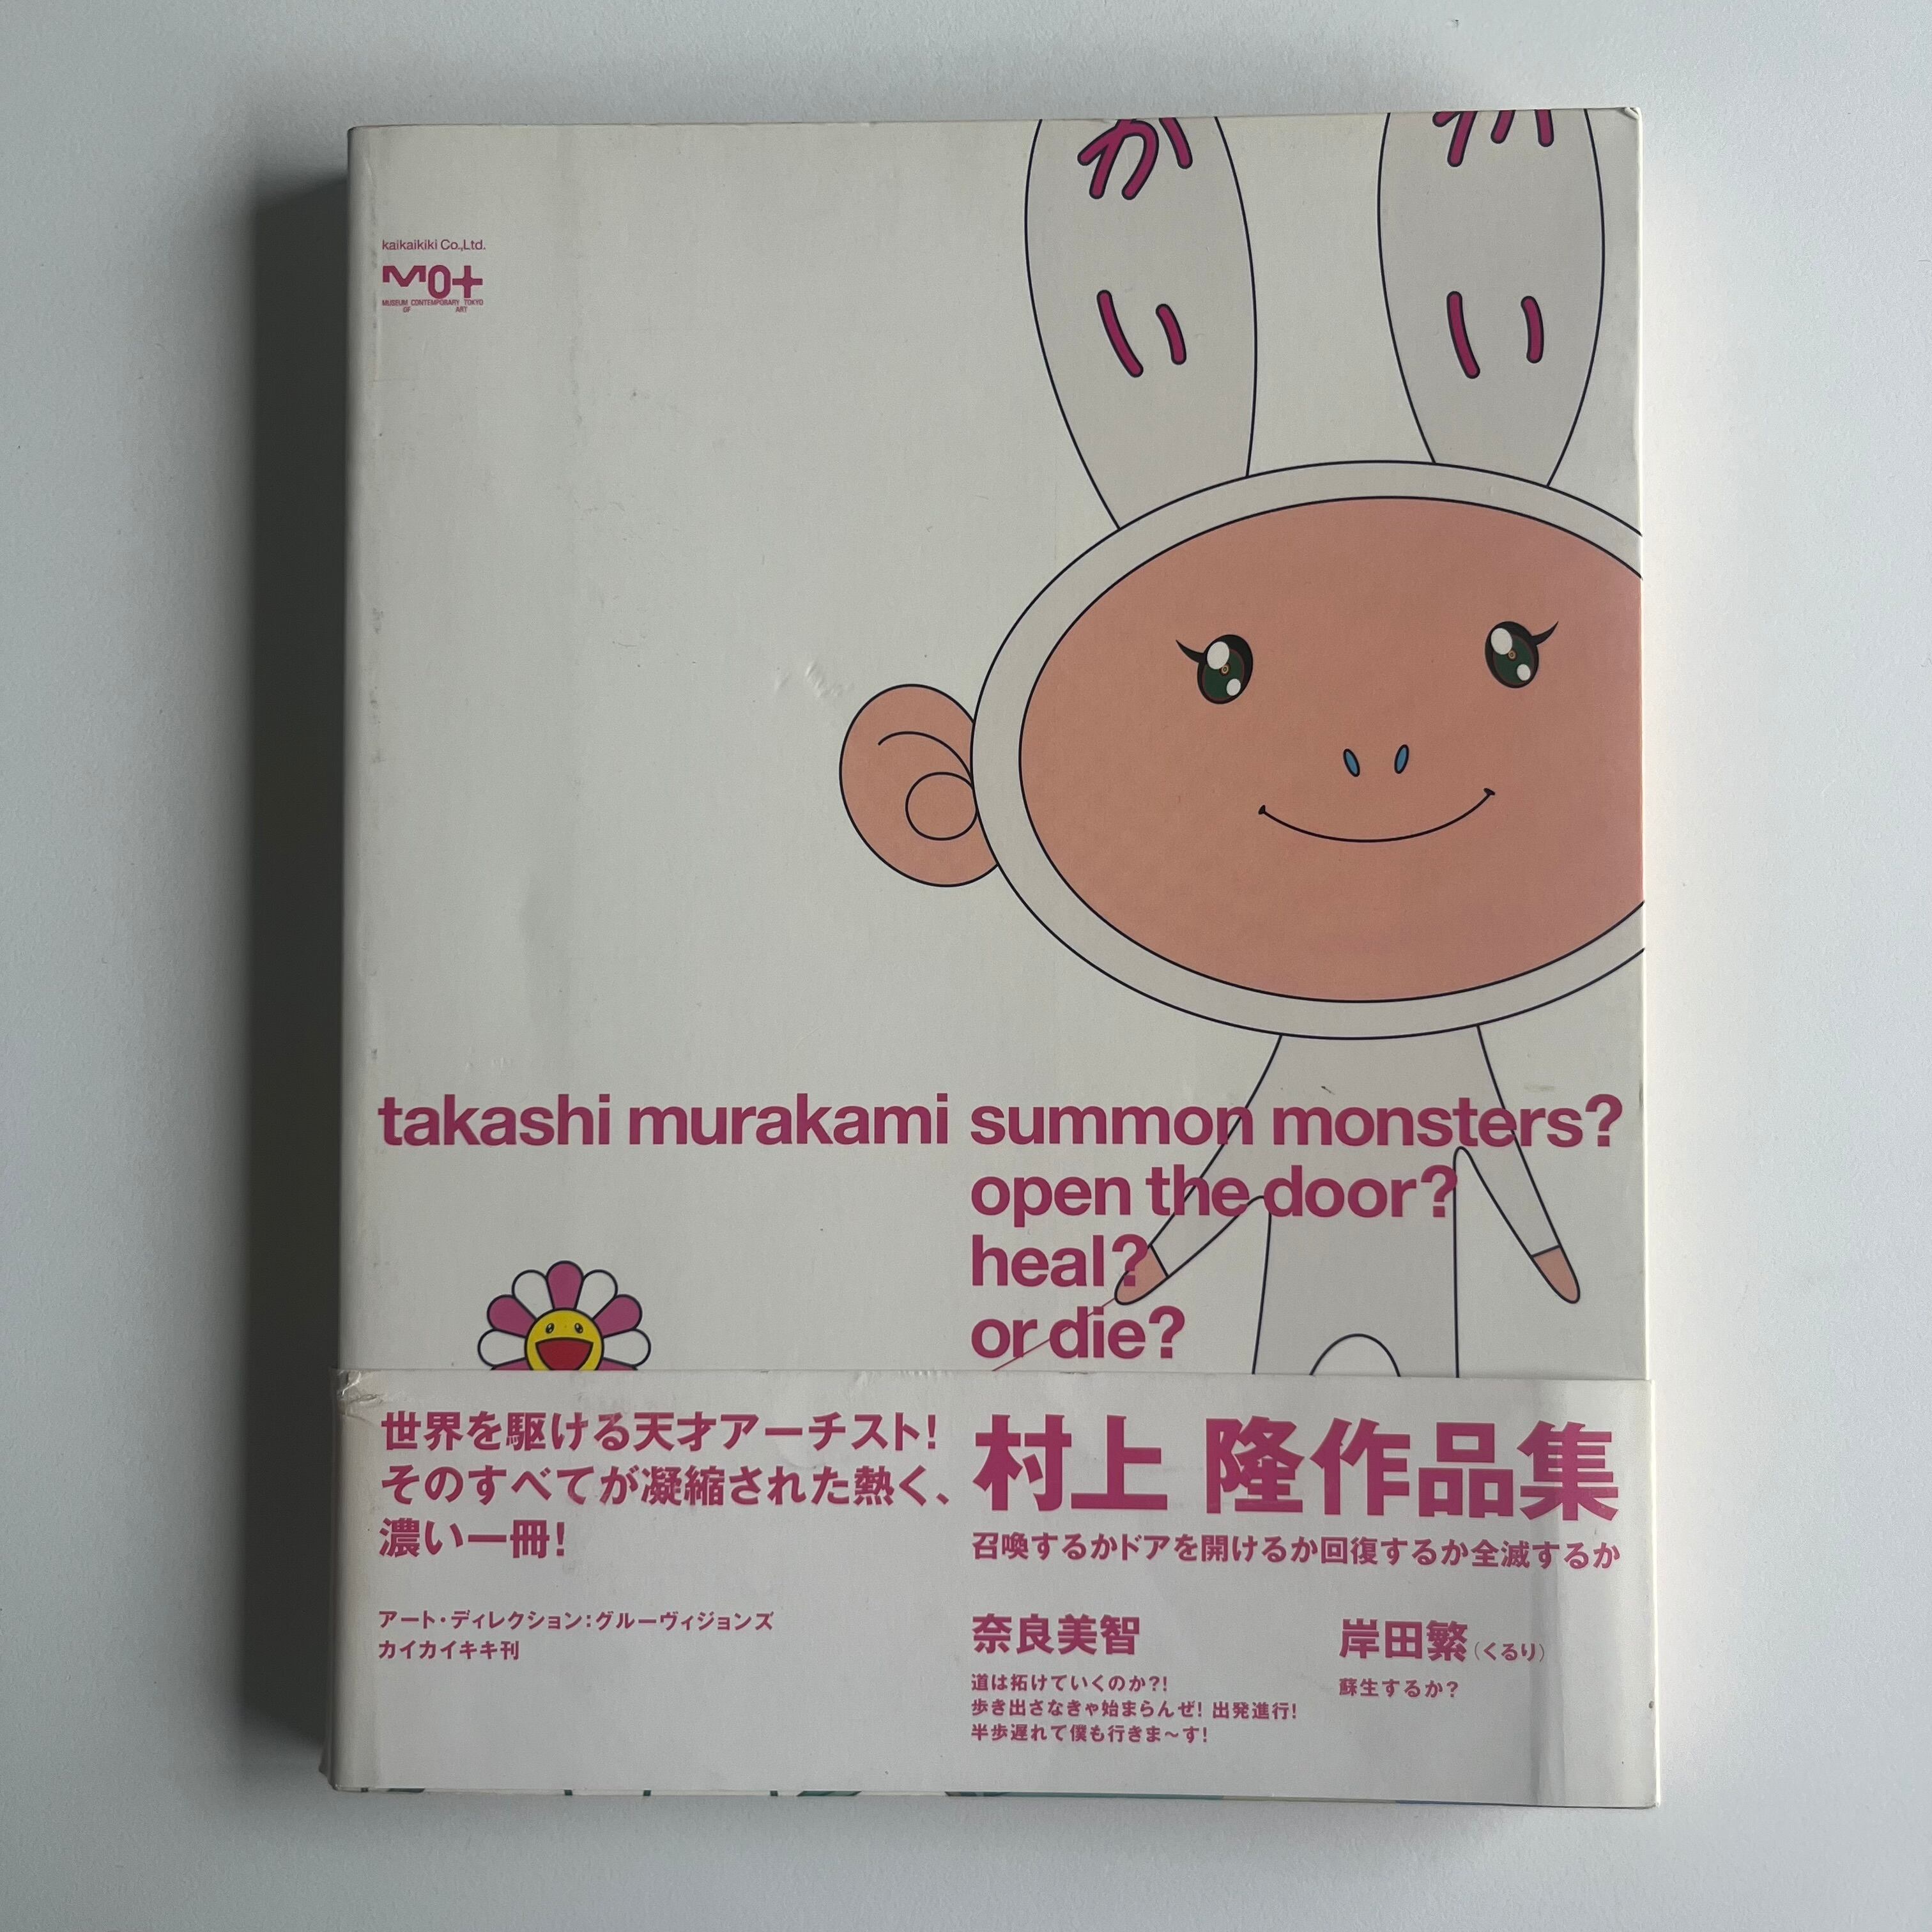 かい かい
kaikaikiki Co.,Ltd.
MOt
MUSEUM OF CONTEMPORARY ART TOKYO
takashi murakami summon monsters?
open the door?
heal?
or die?
世界を駆ける天才アーチスト!
そのすべてが凝縮された熱く、
濃い一冊!
アート・ディレクション:グルーヴィジョンズ
カイカイキキ刊
村上 隆作品集
召喚するかドアを開けるか回復するか全滅するか
奈良美智
道は拓けていくのか?!
歩き出さなきゃ始まらんぜ! 出発進行!
半歩遅れて僕も行きま〜す!
岸田繁(くるり)
蘇生するか?